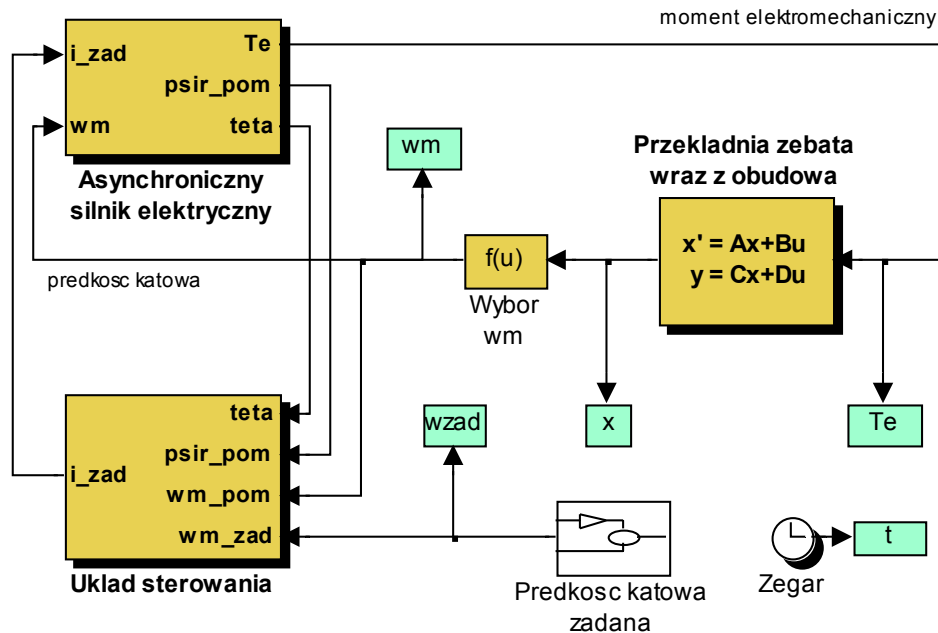 moment elektromechaniczny
i_zad
Te
psir_pom
wm
teta
Asynchroniczny
silnik elektryczny
wm
Przekladnia zebata
wraz z obudowa
x' = Ax+Bu
y = Cx+Du
f(u)
Wybor
wm
predkosc katowa
x
Te
wzad
teta
psir_pom
i_zad
wm_pom
wm_zad
Uklad sterowania
Predkosc katowa
zadana
t
Zegar